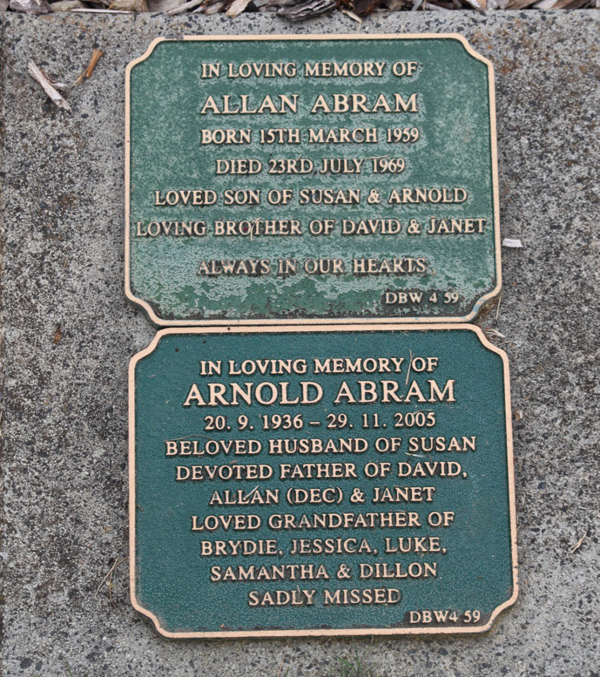 IN LOVING MEMORY OF
ALLAN ABRAM
BORN 15TH MARCH 1959
DIED 23RD JULY 1969
LOVED SON OF SUSAN & ARNOLD
LOVING BROTHER OF DAVID & JANET
ALWAYS IN OUR HEARTS
DBW 4 59
IN LOVING MEMORY OF
ARNOLD ABRAM
20. 9. 1936 – 29. 11. 2005
BELOVED HUSBAND OF SUSAN
DEVOTED FATHER OF DAVID,
ALLAN (DEC) & JANET
LOVED GRANDFATHER OF
BRYDIE, JESSICA, LUKE,
SAMANTHA & DILLON
SADLY MISSED
DBW4 59